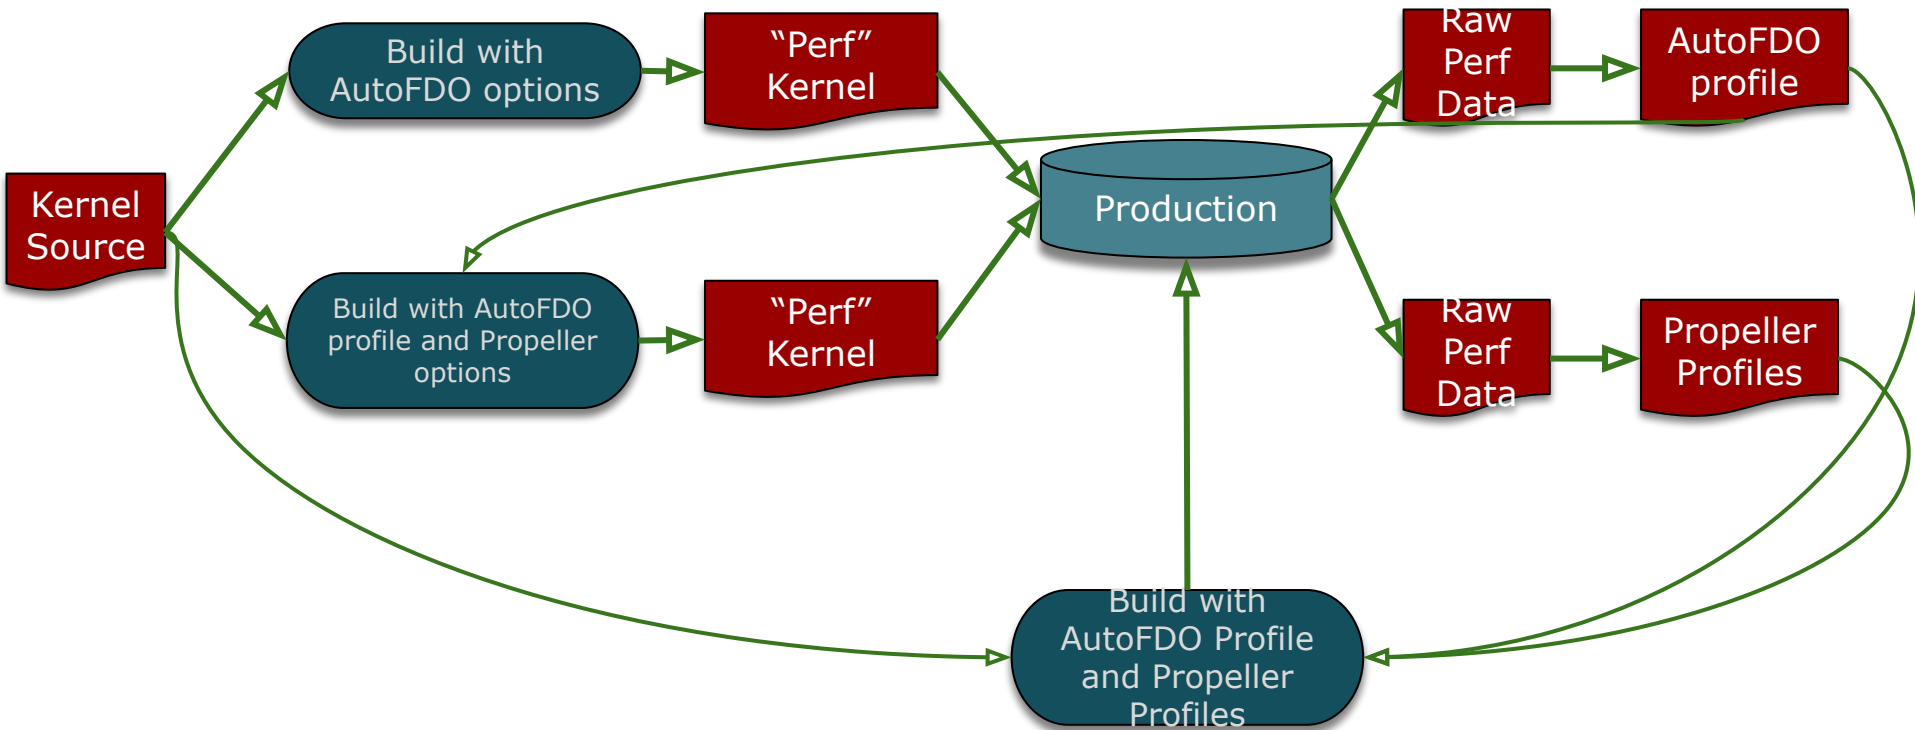 Build with
AutoFDO options
“Perf”
Kernel
Raw
Perf
Data
AutoFDO
profile
Kernel
Source
Production
Build with AutoFDO
profile and Propeller
options
“Perf”
Kernel
Raw
Perf
Data
Propeller
Profiles
Build with
AutoFDO Profile
and Propeller
Profiles